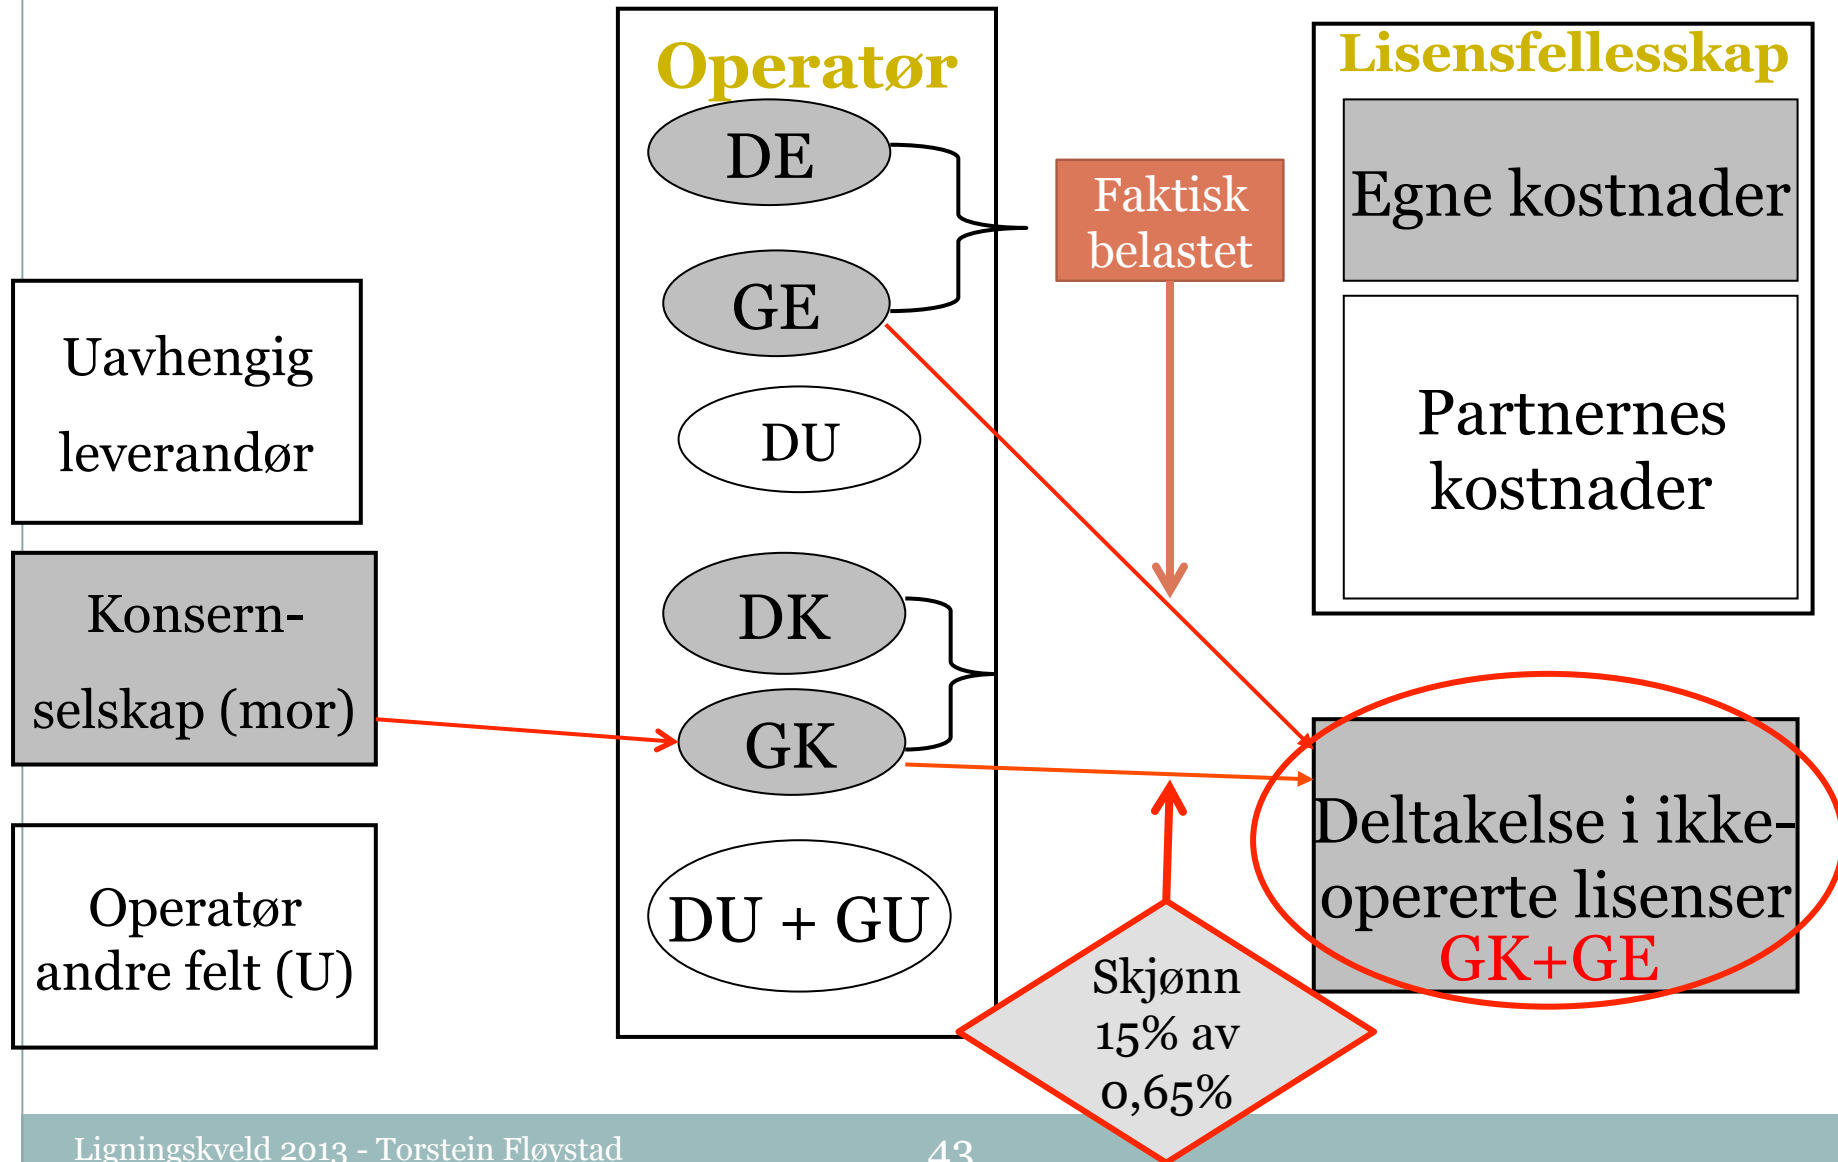 Operatør
DE
GE
DU
DK
GK
DU + GU
Uavhengig
leverandør
Konsern-
selskap (mor)
Operatør
andre felt (U)
Faktisk
belastet
Lisensfellesskap
Egne kostnader
Partnernes
kostnader
Deltakelse i ikke-
opererte lisenser
GK+GE
Skjønn
15% av
0,65%
Ligningskveld 2013 - Torstein Fløystad
43